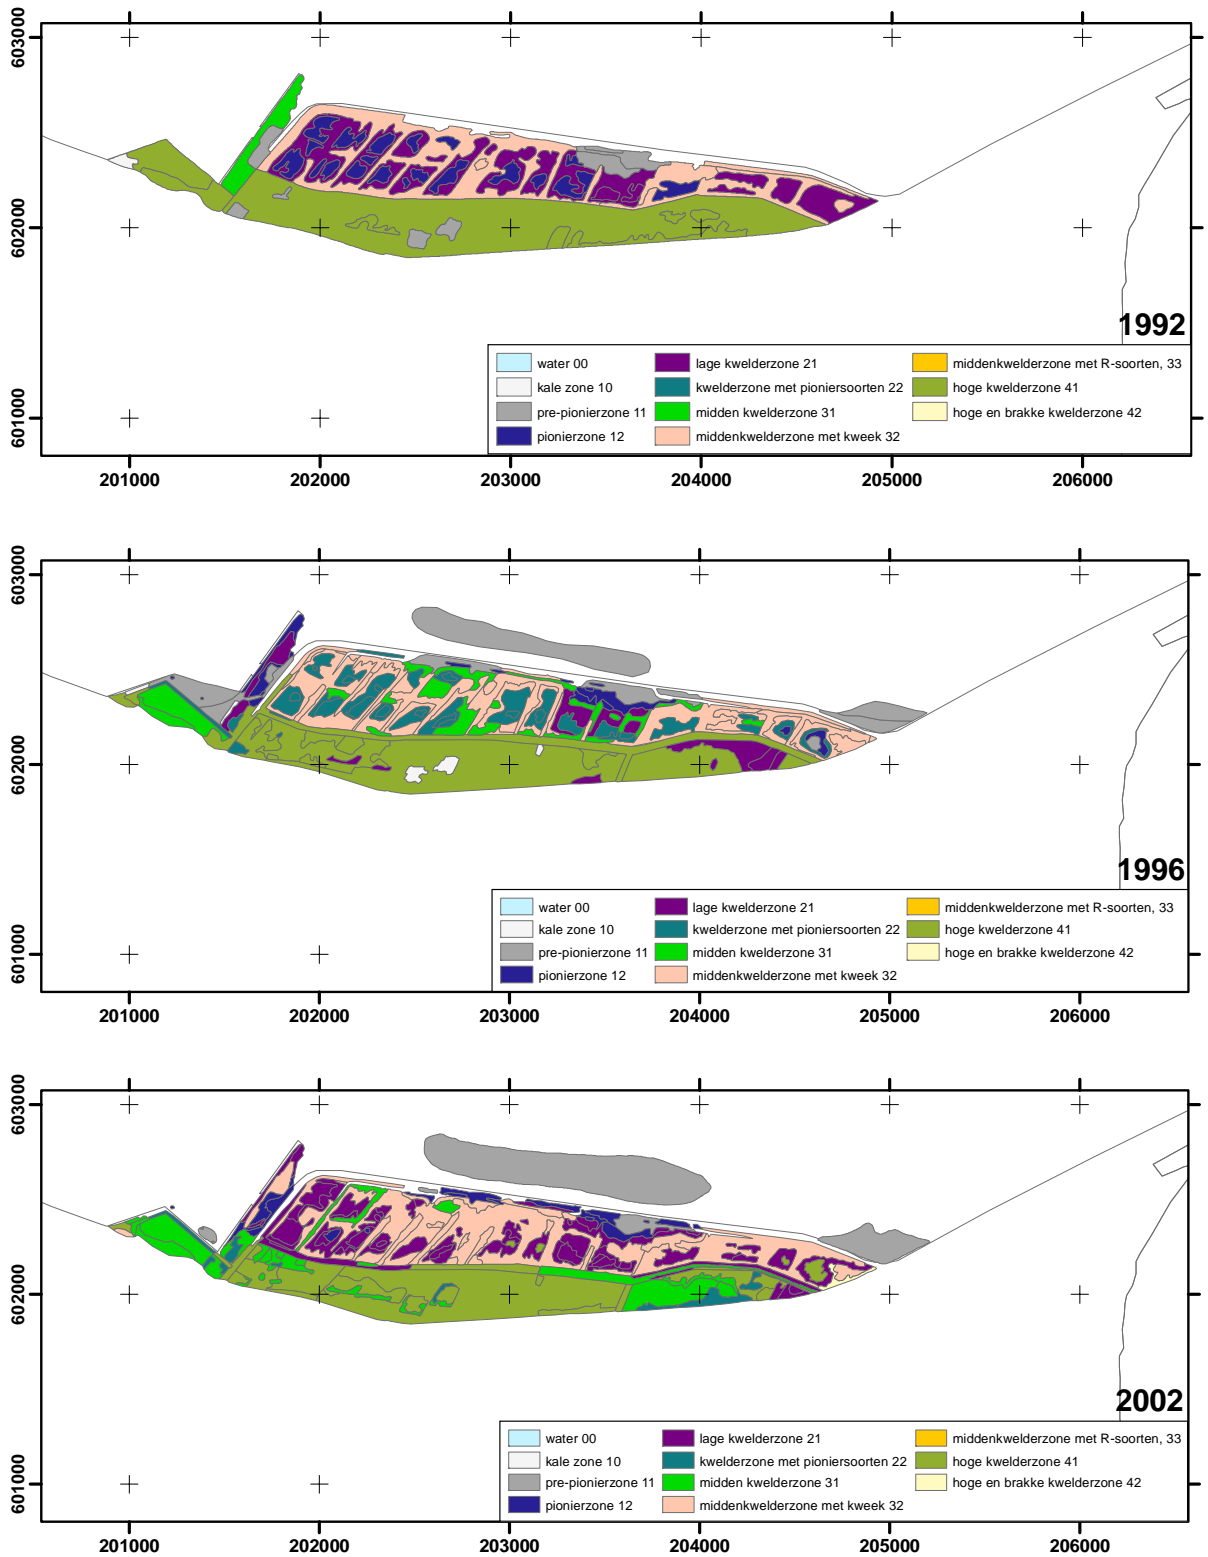 603000
602000
601000
1992
water 00
lage kwelderzone 21
middenkwelderzone met R-soorten, 33
kale zone 10
kwelderzone met pioniersoorten 22
hoge kwelderzone 41
pre-pionierzone 11
midden kwelderzone 31
hoge en brakke kwelderzone 42
pionierzone 12
middenkwelderzone met kweek 32
201000 202000 203000 204000 205000 206000
603000
602000
601000
1996
water 00
lage kwelderzone 21
middenkwelderzone met R-soorten, 33
kale zone 10
kwelderzone met pioniersoorten 22
hoge kwelderzone 41
pre-pionierzone 11
midden kwelderzone 31
hoge en brakke kwelderzone 42
pionierzone 12
middenkwelderzone met kweek 32
201000 202000 203000 204000 205000 206000
603000
602000
601000
2002
water 00
lage kwelderzone 21
middenkwelderzone met R-soorten, 33
kale zone 10
kwelderzone met pioniersoorten 22
hoge kwelderzone 41
pre-pionierzone 11
midden kwelderzone 31
hoge en brakke kwelderzone 42
pionierzone 12
middenkwelderzone met kweek 32
201000 202000 203000 204000 205000 206000